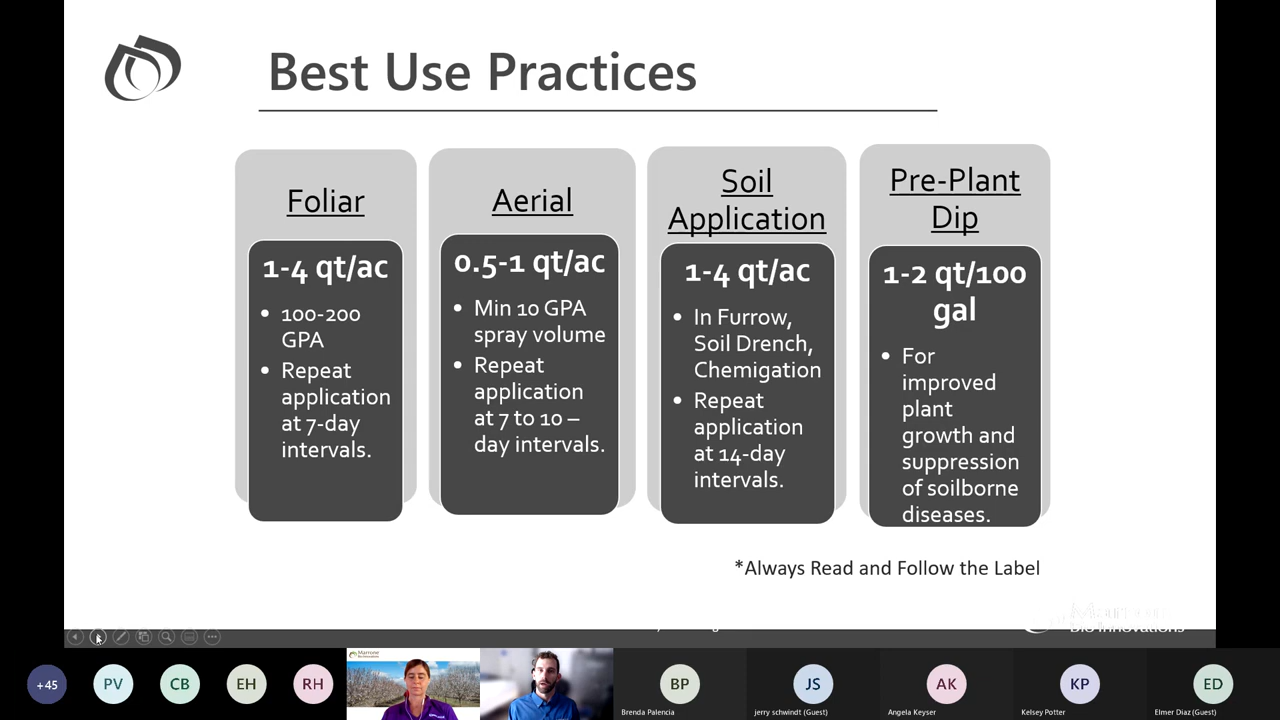 Best Use Practices
Foliar
1-4 qt/ac
• 100-200
GPA
• Repeat
application
at 7-day
intervals.
Aerial
0.5-1 qt/ac
• Min 10 GPA
spray volume
• Repeat
application
at 7 to 10 –
day intervals.
Soil
Application
1-4 qt/ac
• In Furrow,
Soil Drench,
Chemigation
• Repeat
application
at 14-day
intervals.
Pre-Plant
Dip
1-2 qt/100
gal
• For
improved
plant
growth and
suppression
of soilborne
diseases.
*Always Read and Follow the Label
Marrone
Bio Innovations
+45
PV
CB
EH
RH
Marrone
Bio Innovations
BP
Brenda Palencia
JS
jerry schwindt (Guest)
AK
Angela Keyser
KP
Kelsey Potter
ED
Elmer Diaz (Guest)